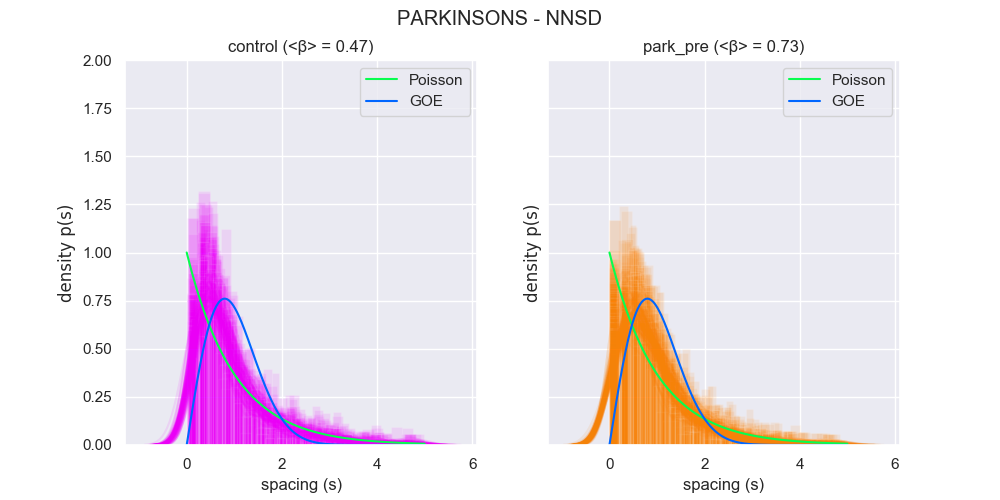 PARKINSONS - NNSD
control (<β> = 0.47)
park_pre (<β> = 0.73)
2.00
1.75
1.50
1.25
1.00
0.75
0.50
0.25
0.00
density p(s)
Poisson
GOE
0
2
4
6
spacing (s)
density p(s)
Poisson
GOE
0
2
4
6
spacing (s)